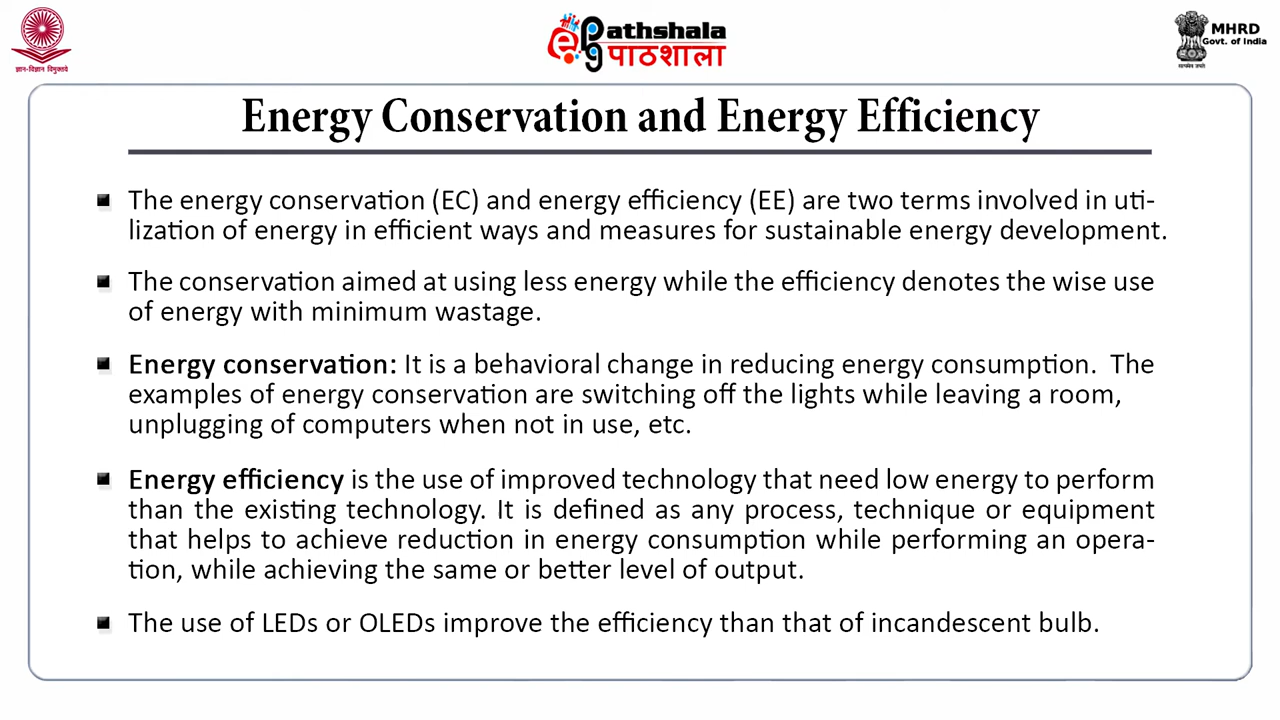 ज्ञान-विज्ञान विमुक्तये
ePathshala
पाठशाला
MHRD
Govt. of India
सत्यमेव जयते
Energy Conservation and Energy Efficiency
The energy conservation (EC) and energy efficiency (EE) are two terms involved in uti-
lization of energy in efficient ways and measures for sustainable energy development.
The conservation aimed at using less energy while the efficiency denotes the wise use
of energy with minimum wastage.
Energy conservation: It is a behavioral change in reducing energy consumption. The
examples of energy conservation are switching off the lights while leaving a room,
unplugging of computers when not in use, etc.
Energy efficiency is the use of improved technology that need low energy to perform
than the existing technology. It is defined as any process, technique or equipment
that helps to achieve reduction in energy consumption while performing an opera-
tion, while achieving the same or better level of output.
The use of LEDs or OLEDs improve the efficiency than that of incandescent bulb.